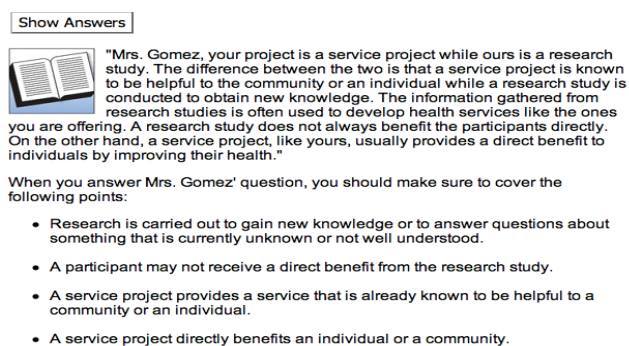 Show Answers
"Mrs. Gomez, your project is a service project while ours is a research
study. The difference between the two is that a service project is known
to be helpful to the community or an individual while a research study is
conducted to obtain new knowledge. The information gathered from
research studies is often used to develop health services like the ones
you are offering. A research study does not always benefit the participants directly.
On the other hand, a service project, like yours, usually provides a direct benefit to
individuals by improving their health."
When you answer Mrs. Gomez' question, you should make sure to cover the
following points:
• Research is carried out to gain new knowledge or to answer questions about
something that is currently unknown or not well understood.
• A participant may not receive a direct benefit from the research study.
• A service project provides a service that is already known to be helpful to a
community or an individual.
• A service project directly benefits an individual or a community.